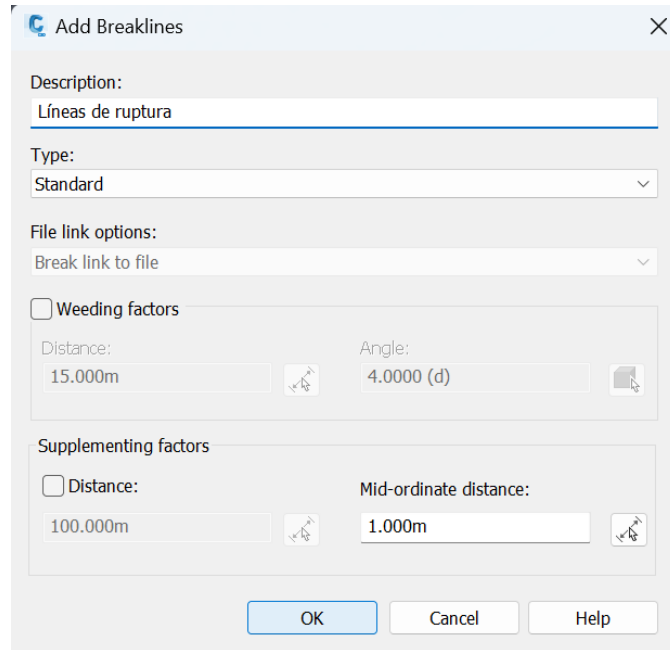 Add Breaklines
Description:
Líneas de ruptura
Type:
Standard
File link options:
Break link to file
Weeding factors
Distance:
Angle:
15.000m
4.0000 (d)
Supplementing factors
Distance:
Mid-ordinate distance:
100.000m
1.000m
OK
Cancel
Help